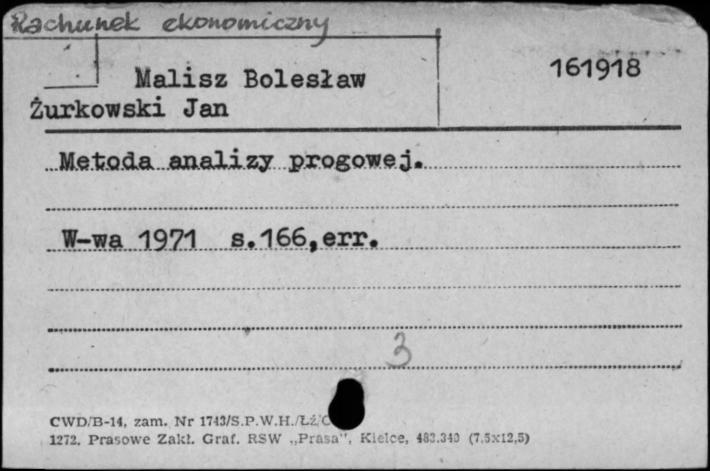 Rachunek ekonomiczny
161918
Malisz Bolesław
Żurkowski Jan
Metoda analizy progowej.
W-wa 1971 s.166,err.
3
CWD/B-14, zam. Nr 1743/S.P.W.H./Łź/
1272. Prasowe Zakł. Graf. RSW „Prasa", Kielce, 483.340 (7,5x12,5)